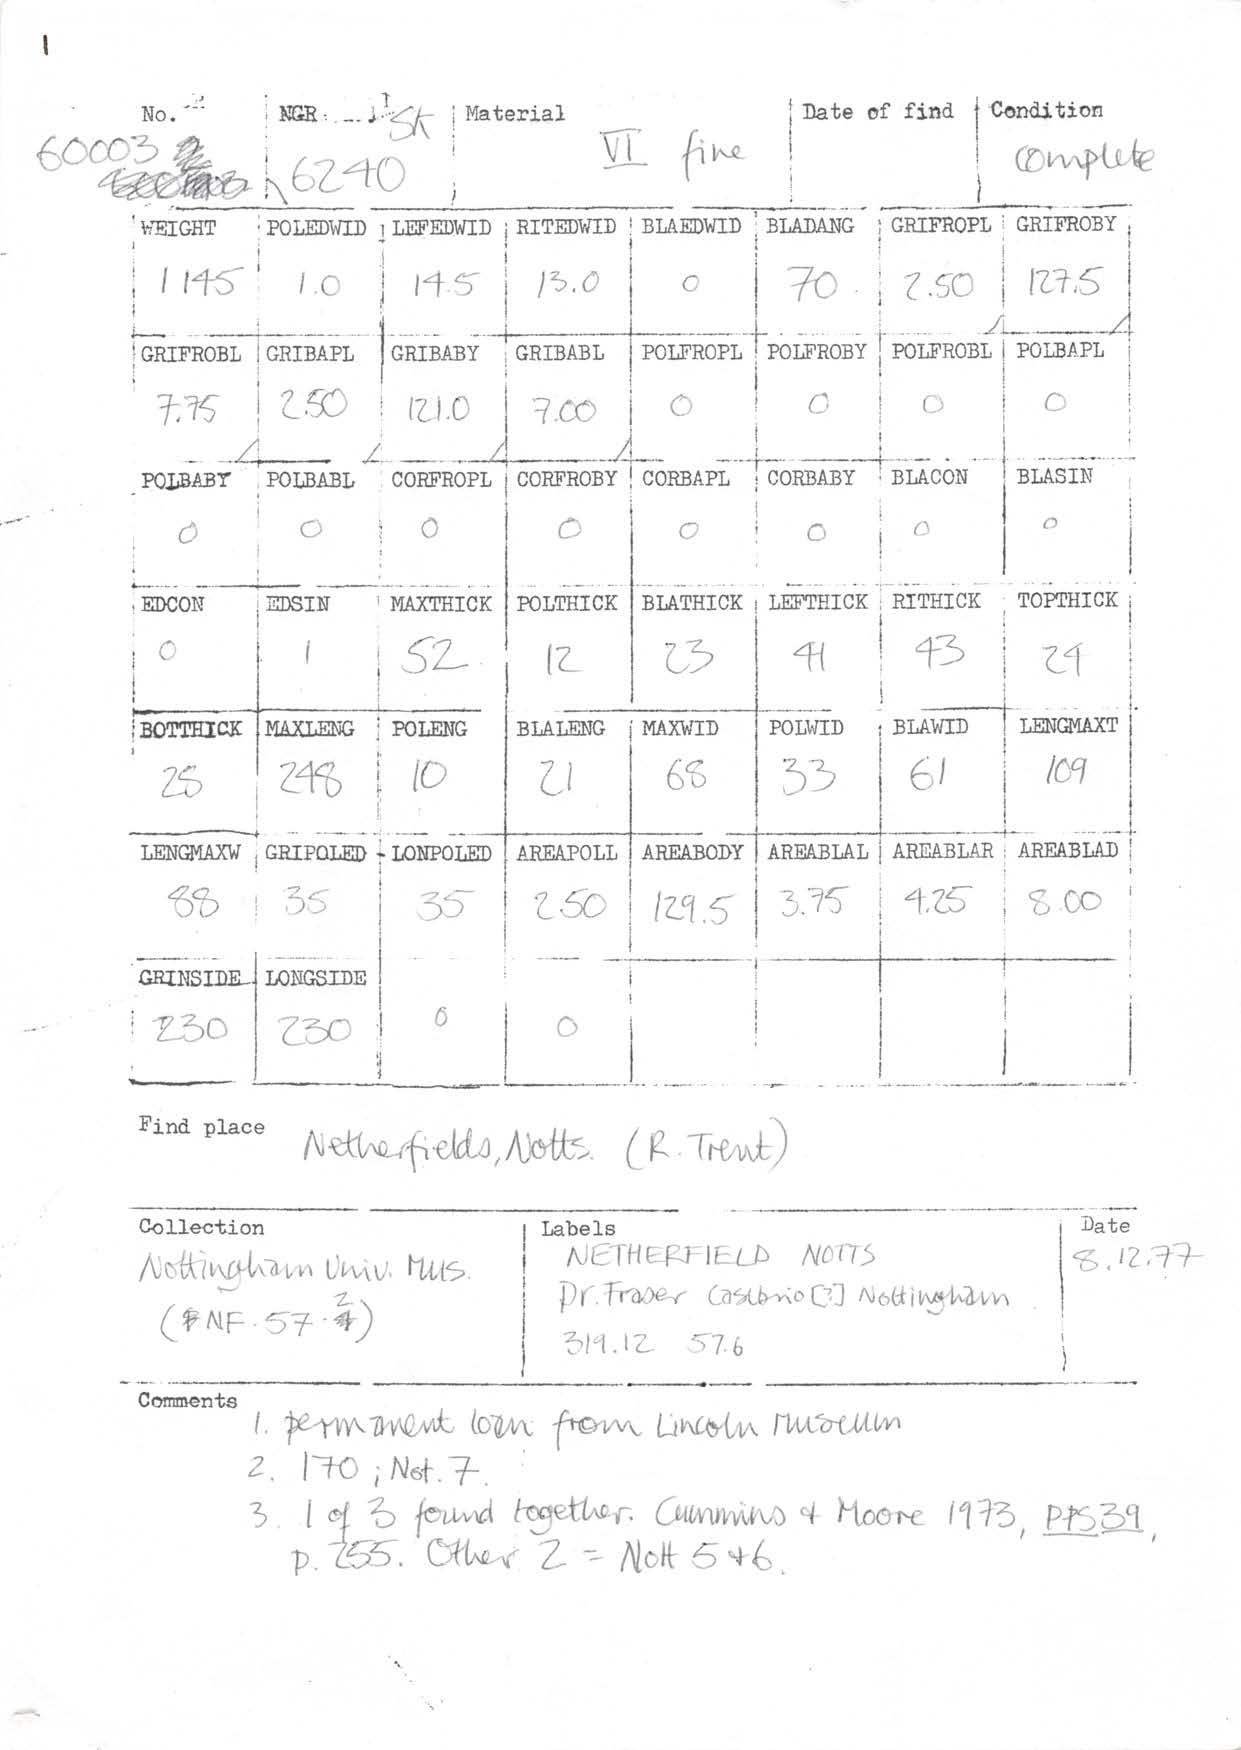 1
No. NGR: SK Material Date of find Condition
60003 6240 VI fine complete
WEIGHT POLEDWID LEFEDWID RITEDWID BLAEDWID BLADANG GRIFROPL GRIFROBY
1145 1.0 14.5 13.0 0 70 2.50 127.5
GRIFROBL GRIBAPL GRIBABY GRIBABL POLFROPL POLFROBY POLFROBL POLBAPL
7.75 2.50 121.0 7.00 0 0 0 0
POLBABY POLBABL CORFROPL CORFROBY CORBAPL CORBABY BLACON BLASIN
0 0 0 0 0 0 0 0
EDCON EDSIN MAXTHICK POLTHICK BLATHICK LEFTHICK RITHICK TOPTHICK
0 1 52 12 23 41 43 24
BOTTHICK MAXLENG POLENG BLALENG MAXWID POLWID BLAWID LENGMAXT
28 248 10 21 68 33 61 109
LENGMAXW GRIPOLED LONPOLED AREAPOLL AREABODY AREABLAL AREABLAR AREABLAD
88 35 35 2.50 129.5 3.75 4.25 8.00
GRINSIDE LONGSIDE
230 230 0 0
Find place Netherfields, Notts. (R. Trent)
Collection Labels Date
Nottingham Univ. Mus. NETHERFIELD NOTTS 8.12.77
(NF.57.2) Dr. Fraser [?] Nottingham
319.12 57.6
Comments
1. permanent loan from Lincoln Museum
2. 170 ; Not. 7.
3. 1 of 3 found together. Cummins & Moore 1973, PPS 39,
p. 255. Other 2 = Nott 5 & 6.